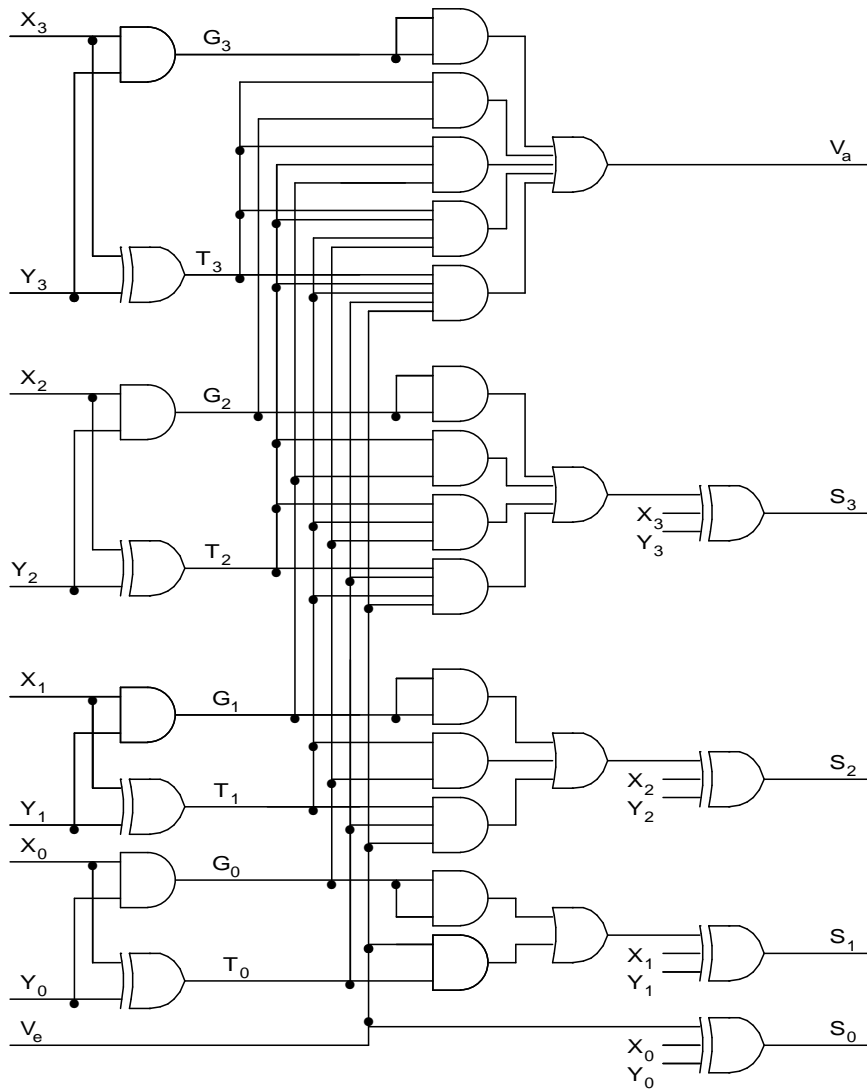 X₃
G₃
Vₐ
Y₃
T₃
X₂
G₂
S₃
X₃
Y₃
Y₂
T₂
X₁
G₁
S₂
X₂
Y₂
Y₁
T₁
X₀
G₀
S₁
X₁
Y₁
Y₀
T₀
Vₑ
S₀
X₀
Y₀